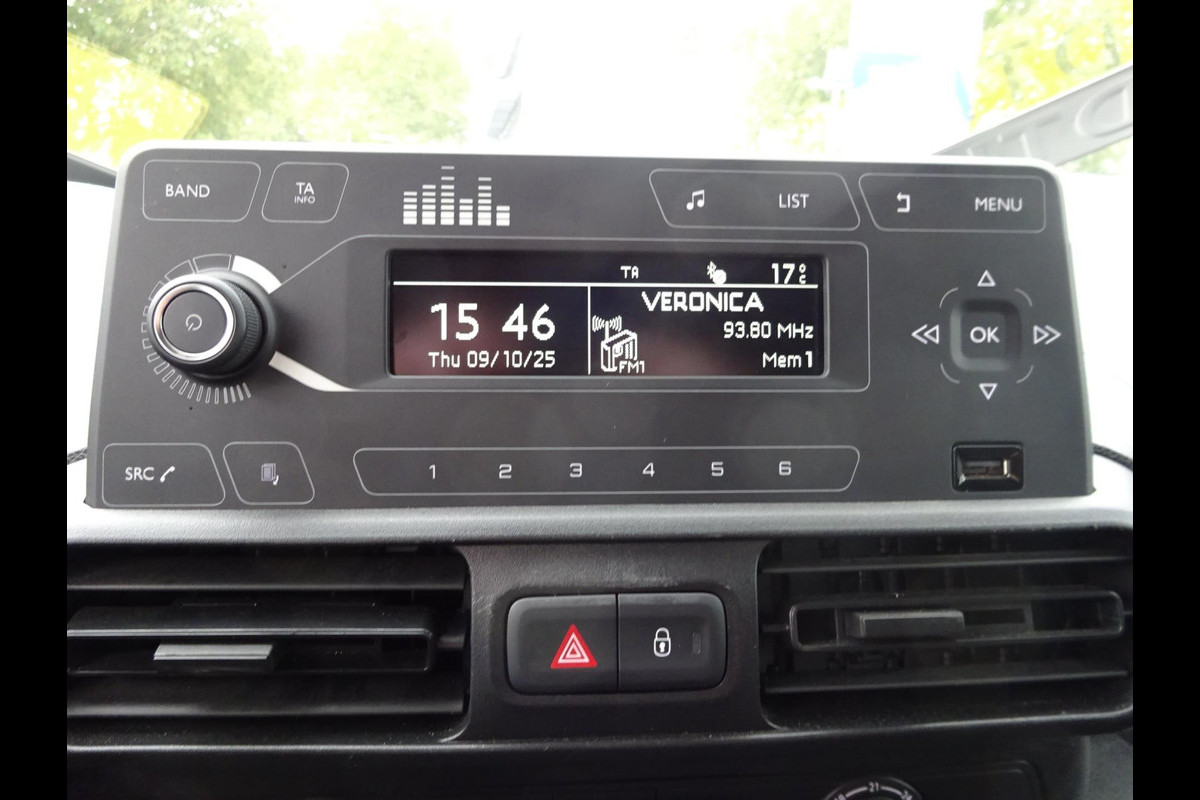 BAND
TA
INFO
LIST
MENU
TA
17°C
15 46
Thu 09/10/25
VERONICA
93.80 MHz
FM1
Mem 1
OK
SRC
1 2 3 4 5 6
21